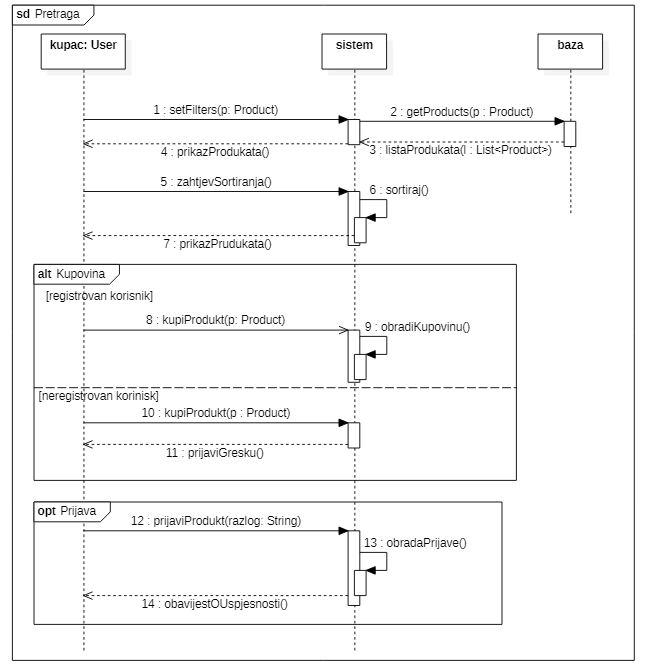 sd Pretraga
kupac: User
sistem
baza
1 : setFilters(p: Product)
2 : getProducts(p : Product)
3 : listaProdukata(l : List<Product>)
4 : prikazProdukata()
5 : zahtjevSortiranja()
6 : sortiraj()
7 : prikazPrudukata()
alt Kupovina
[registrovan korisnik]
8 : kupiProdukt(p: Product)
9 : obradiKupovinu()
[neregistrovan korinisk]
10 : kupiProdukt(p : Product)
11 : prijaviGresku()
opt Prijava
12 : prijaviProdukt(razlog: String)
13 : obradaPrijave()
14 : obavijestOUspjesnosti()